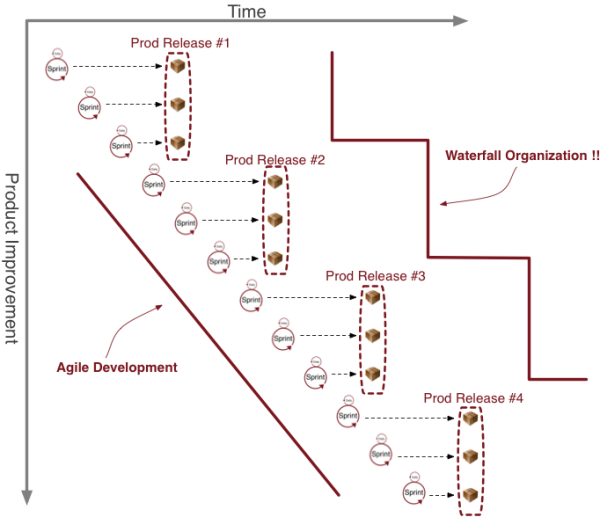 Time
Prod Release #1
Sprint
Sprint
Sprint
Waterfall Organization !!
Prod Release #2
Sprint
Sprint
Sprint
Product Improvement
Prod Release #3
Sprint
Sprint
Agile Development
Sprint
Prod Release #4
Sprint
Sprint
Sprint